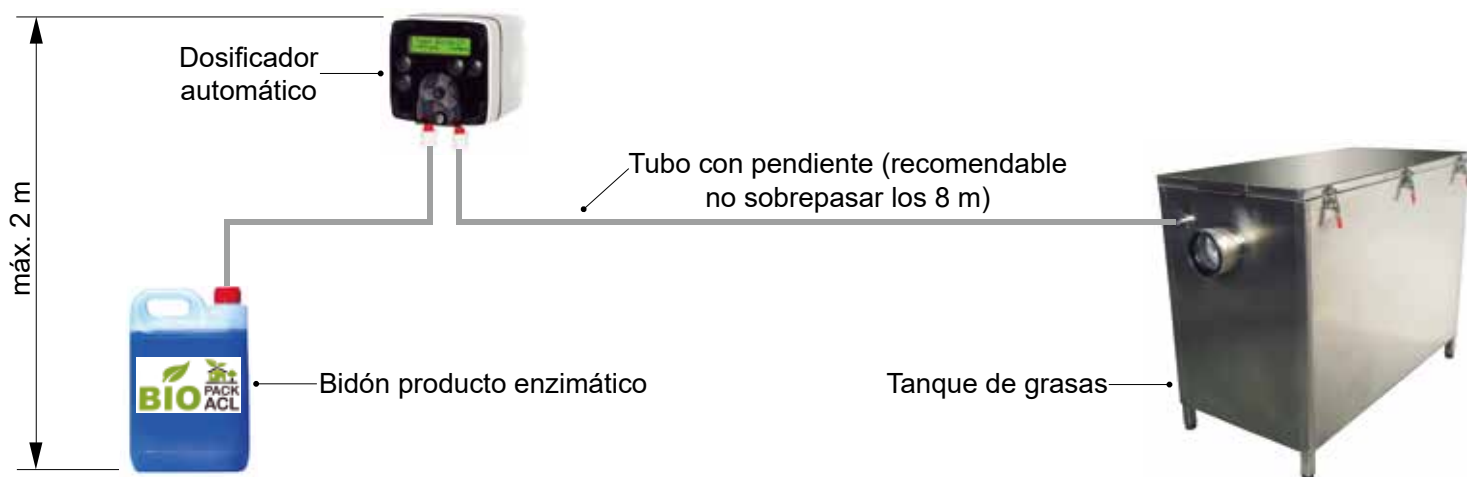 máx. 2 m
Dosificador
automático
Tubo con pendiente (recomendable
no sobrepasar los 8 m)
BIO PACK
ACL
Bidón producto enzimático
Tanque de grasas